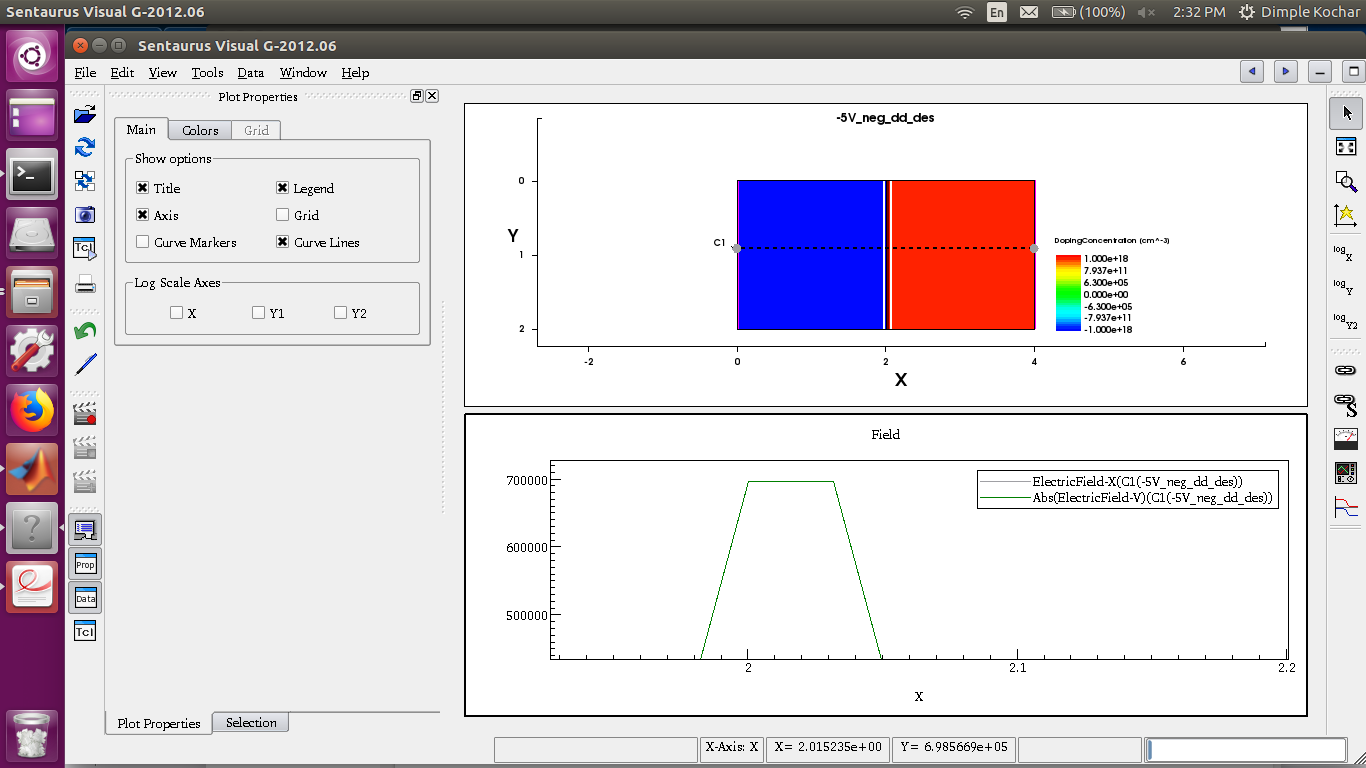 Sentaurus Visual G-2012.06
En
(100%)
2:32 PM
Dimple Kochar
Sentaurus Visual G-2012.06
File Edit View Tools Data Window Help
Plot Properties
Main Colors Grid
Show options
Title Legend
Axis Grid
Curve Markers Curve Lines
Log Scale Axes
X Y1 Y2
Tcl
Prop
Data
Tcl
Plot Properties Selection
-5V_neg_dd_des
0
Y
C1
1
2
-2 0 2 4 6
X
DopingConcentration (cm^-3)
1.000e+18
7.937e+11
6.300e+05
0.000e+00
-6.300e+05
-7.937e+11
-1.000e+18
Field
700000
600000
500000
ElectricField-X(C1(-5V_neg_dd_des))
Abs(ElectricField-V)(C1(-5V_neg_dd_des))
2 2.1 2.2
X
X-Axis: X
X= 2.015235e+00
Y= 6.985669e+05
log X
log Y
log Y2
S